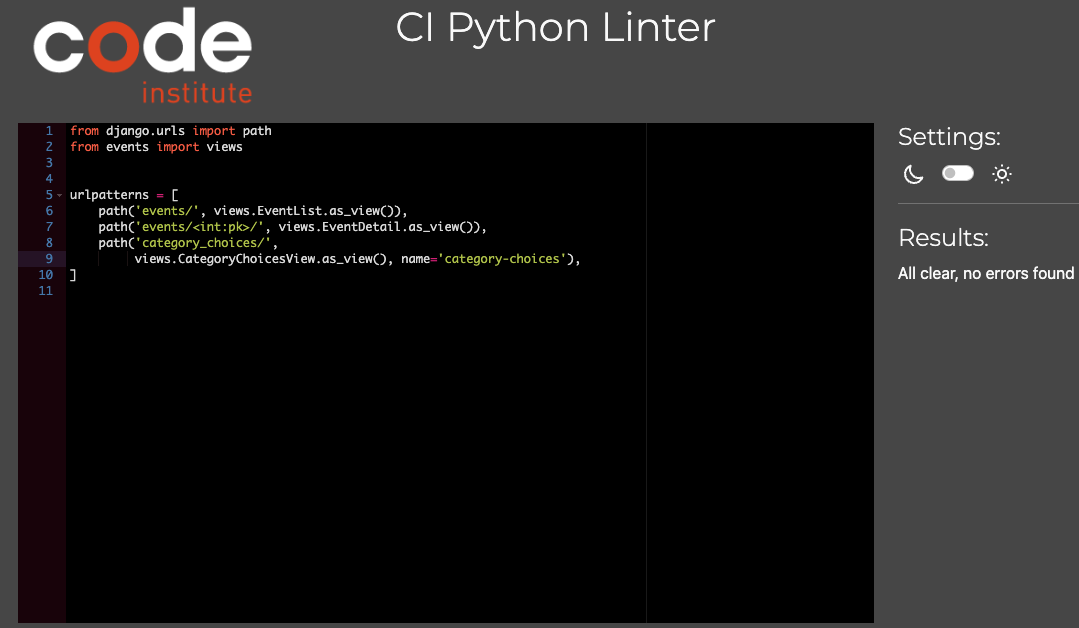 code
institute
CI Python Linter
1 from django.urls import path
2 from events import views
3
4
5 urlpatterns = [
6     path('events/', views.EventList.as_view()),
7     path('events/<int:pk>/', views.EventDetail.as_view()),
8     path('category_choices/',
9          views.CategoryChoicesView.as_view(), name='category-choices'),
10 ]
11
Settings:
Results:
All clear, no errors found